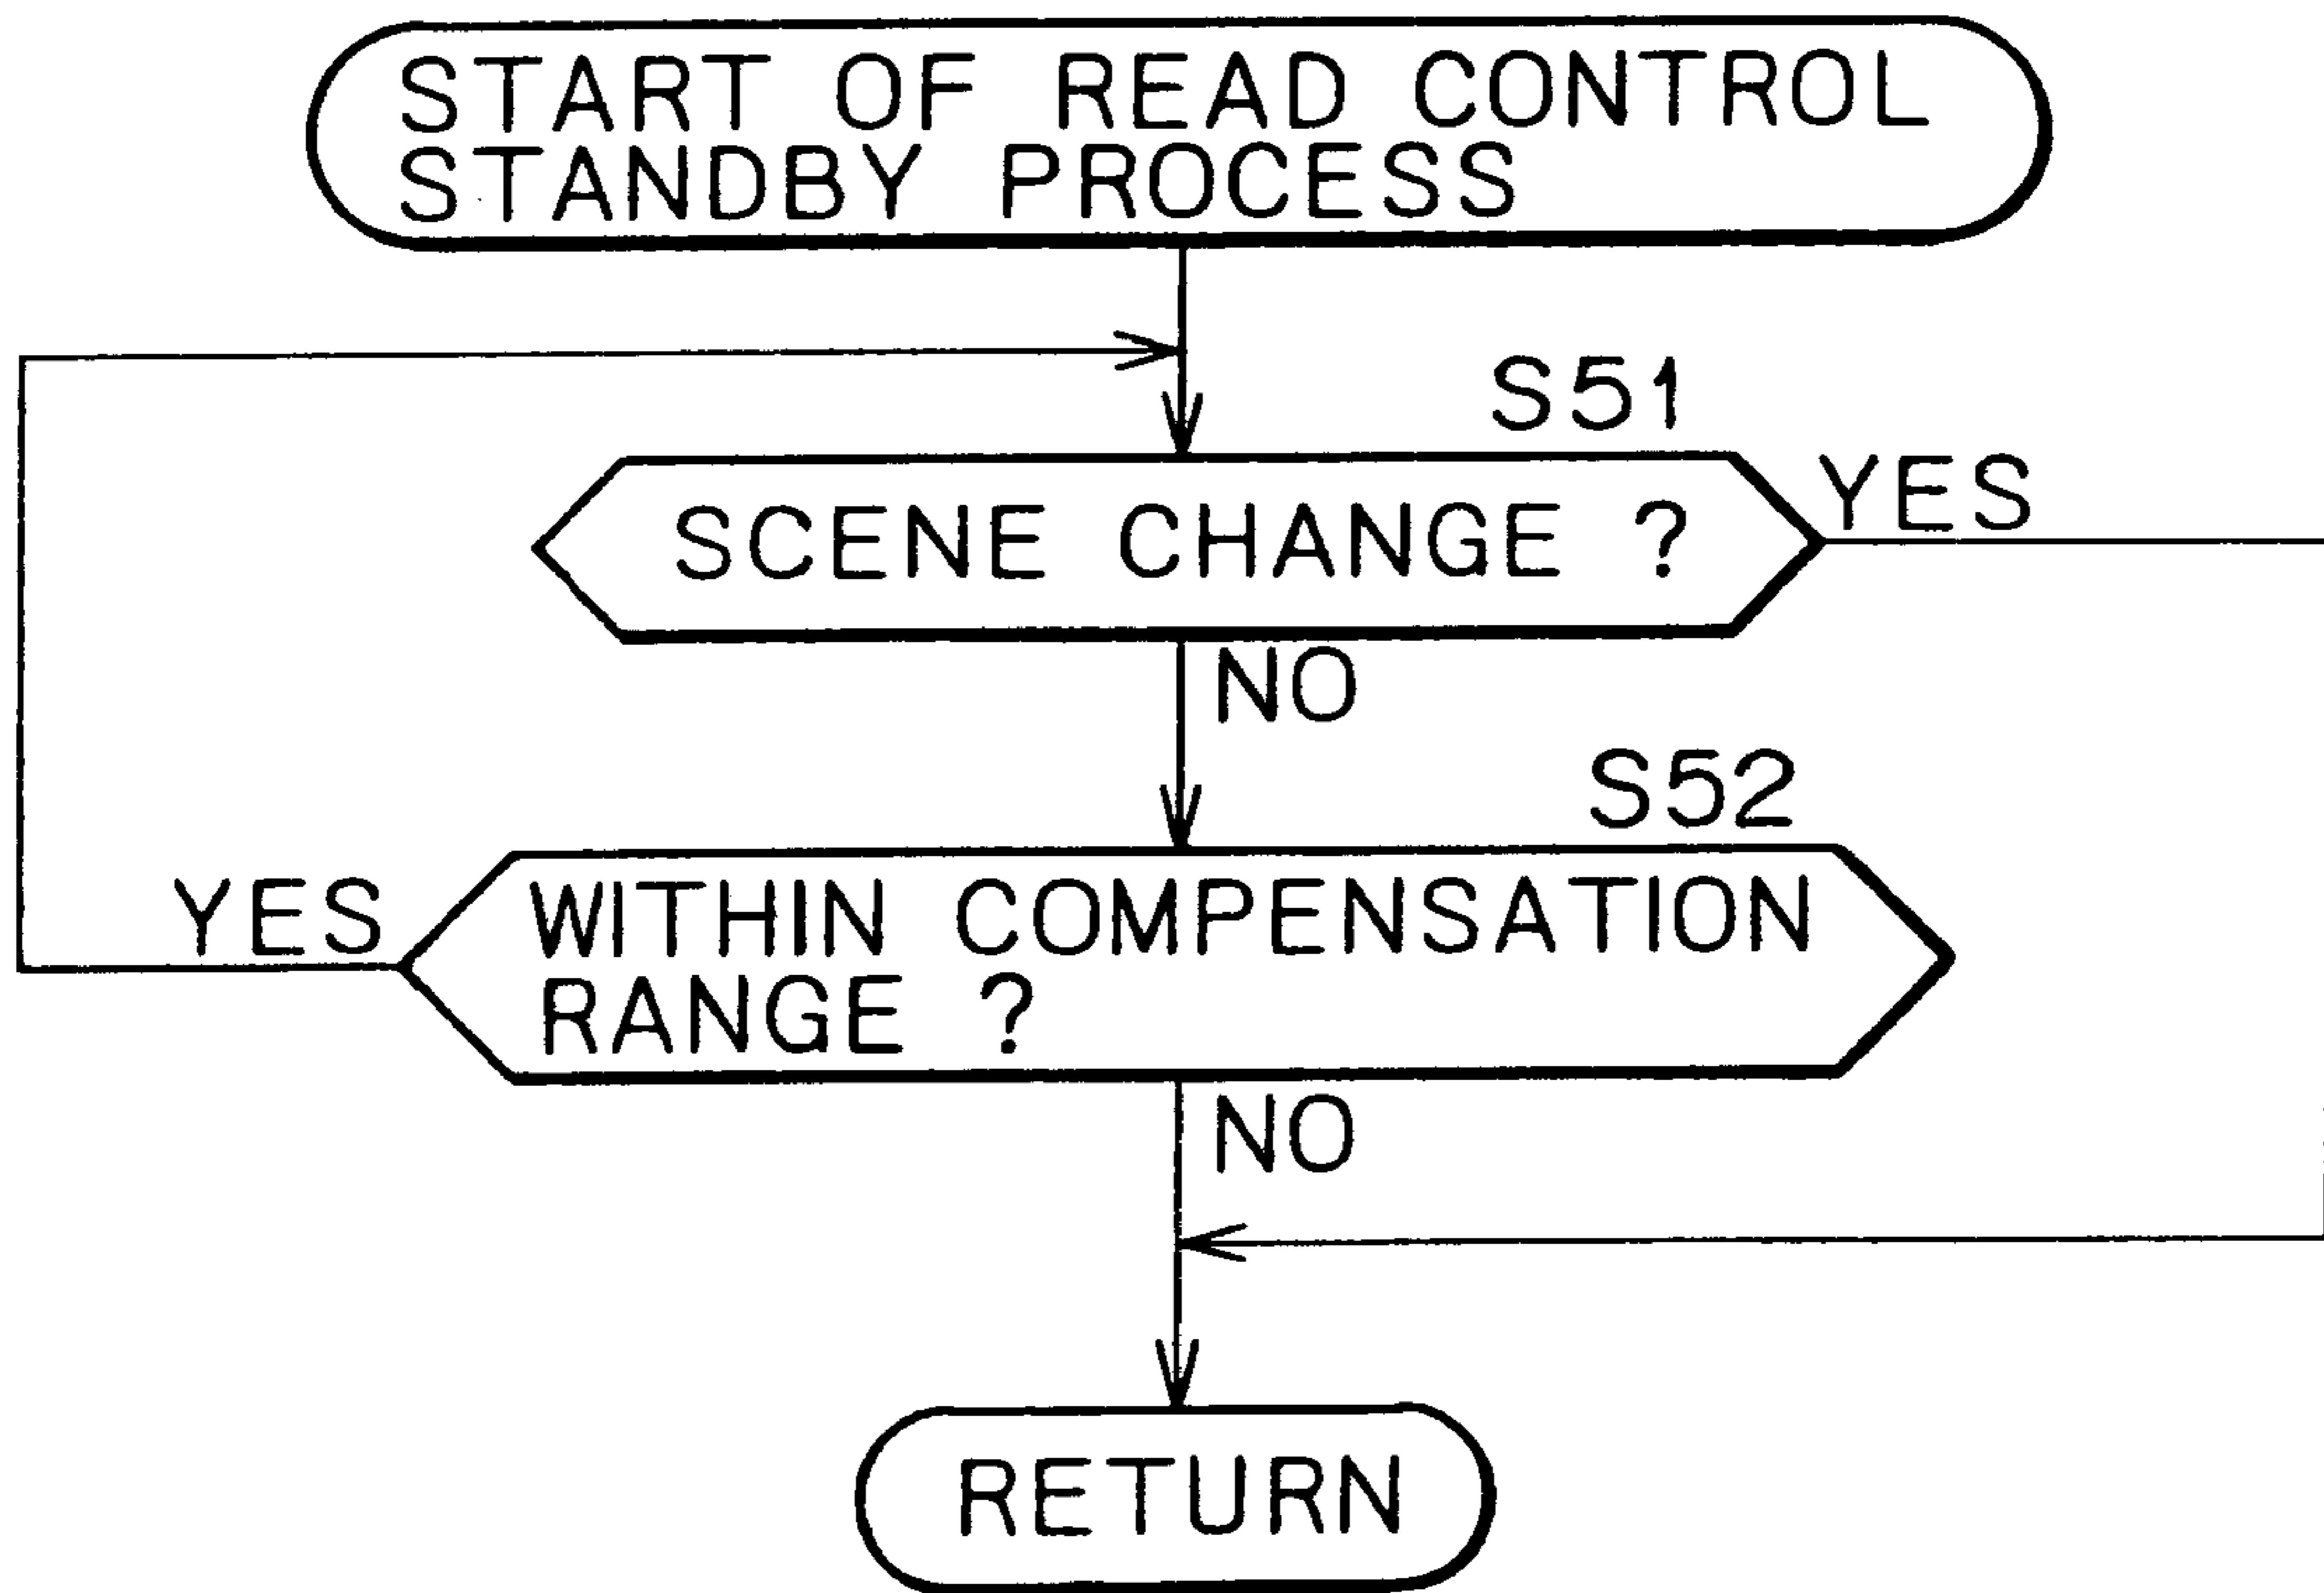 START OF READ CONTROL
STANDBY PROCESS
S51
SCENE CHANGE ?
YES
NO
S52
YES
WITHIN COMPENSATION
RANGE ?
NO
RETURN